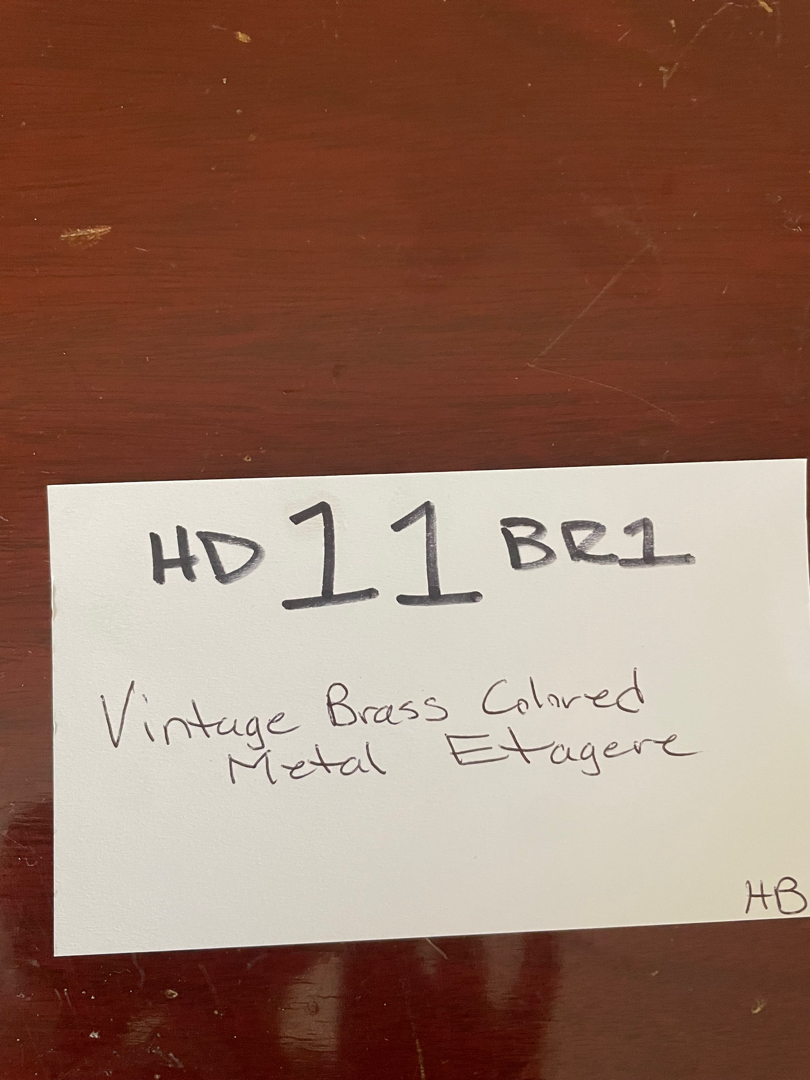 HD 11 BR1
Vintage Brass Colored
Metal Etagere
HB